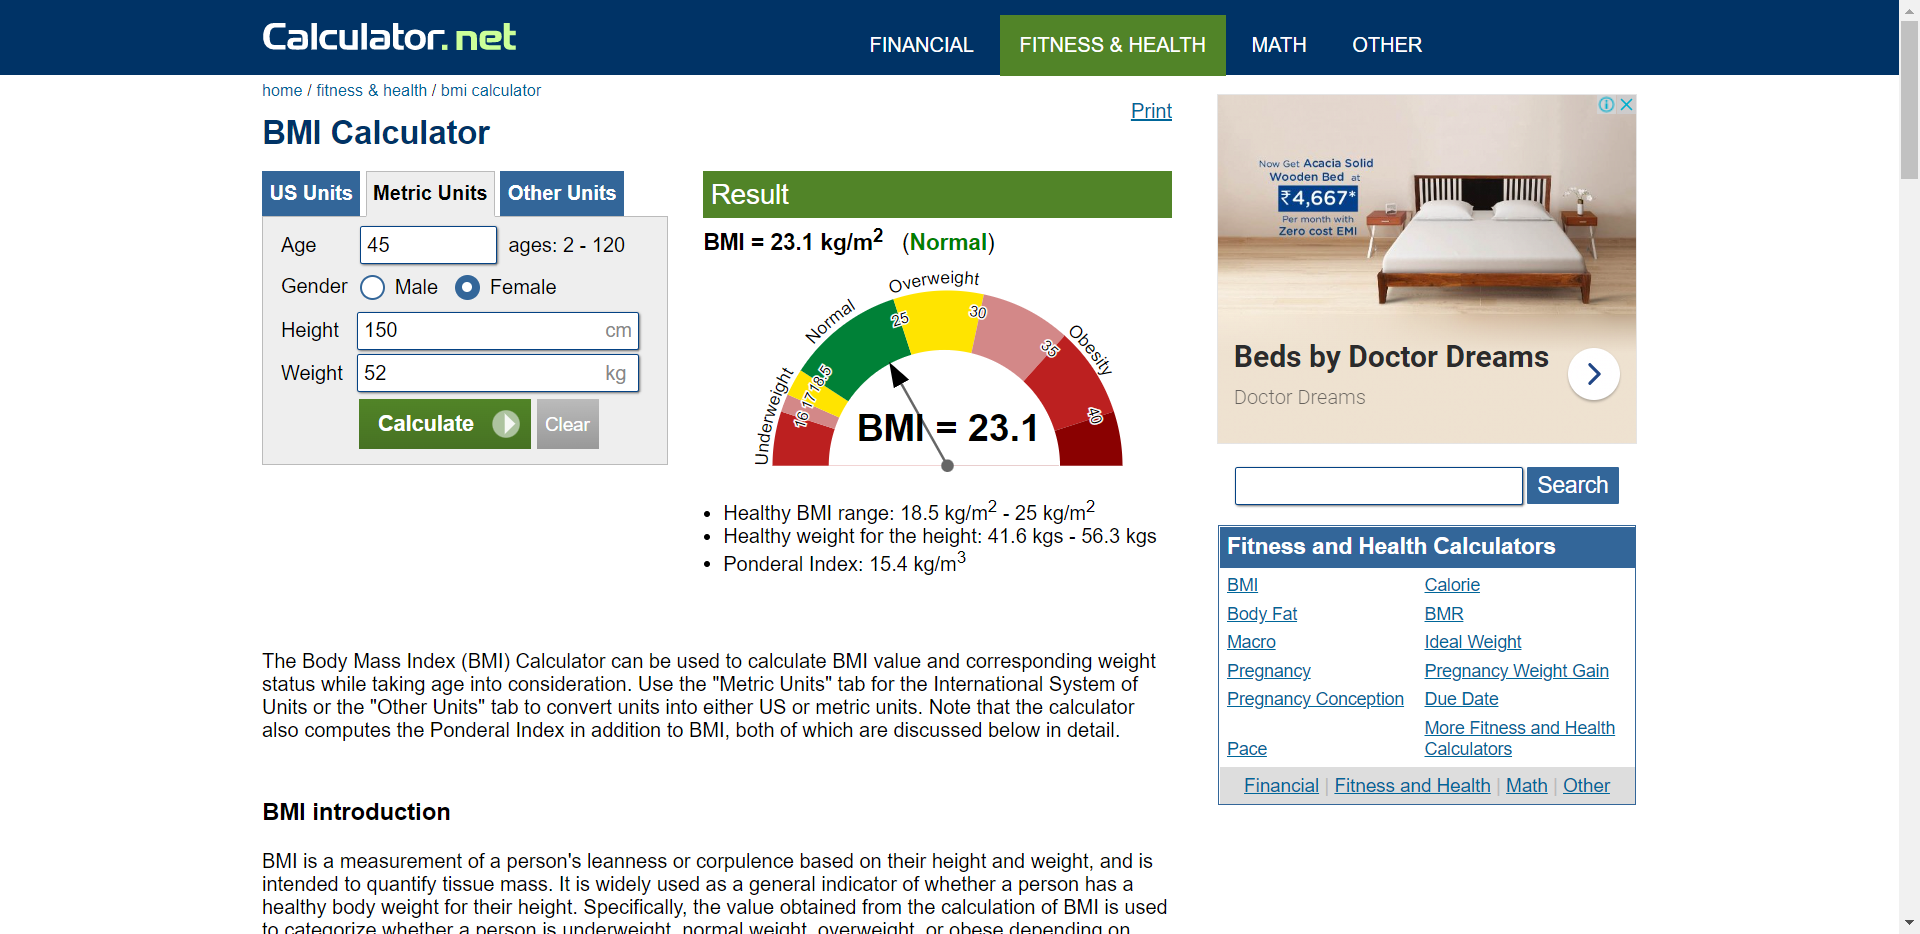 Calculator.net
FINANCIAL
FITNESS & HEALTH
MATH
OTHER
home / fitness & health / bmi calculator
Print
BMI Calculator
US Units
Metric Units
Other Units
Age
45
ages: 2 - 120
Gender
Male
Female
Height
150
cm
Weight
52
kg
Calculate
Clear
Result
BMI = 23.1 kg/m2 (Normal)
Underweight
Normal
Overweight
Obesity
16
17
18.5
25
30
35
40
BMI = 23.1
Healthy BMI range: 18.5 kg/m2 - 25 kg/m2
Healthy weight for the height: 41.6 kgs - 56.3 kgs
Ponderal Index: 15.4 kg/m3
The Body Mass Index (BMI) Calculator can be used to calculate BMI value and corresponding weight
status while taking age into consideration. Use the "Metric Units" tab for the International System of
Units or the "Other Units" tab to convert units into either US or metric units. Note that the calculator
also computes the Ponderal Index in addition to BMI, both of which are discussed below in detail.
BMI introduction
BMI is a measurement of a person's leanness or corpulence based on their height and weight, and is
intended to quantify tissue mass. It is widely used as a general indicator of whether a person has a
healthy body weight for their height. Specifically, the value obtained from the calculation of BMI is used
to categorize whether a person is underweight, normal weight, overweight, or obese depending on
Now Get Acacia Solid
Wooden Bed at
₹4,667*
Per month with
Zero cost EMI
Beds by Doctor Dreams
Doctor Dreams
Search
Fitness and Health Calculators
BMI
Calorie
Body Fat
BMR
Macro
Ideal Weight
Pregnancy
Pregnancy Weight Gain
Pregnancy Conception
Due Date
Pace
More Fitness and Health
Calculators
Financial | Fitness and Health | Math | Other